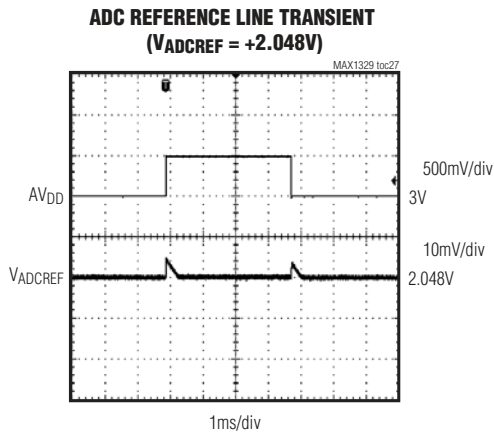 ADC REFERENCE LINE TRANSIENT
(VADCREF = +2.048V)
MAX1329 toc27
500mV/div
AVDD
3V
10mV/div
VADCREF
2.048V
1ms/div